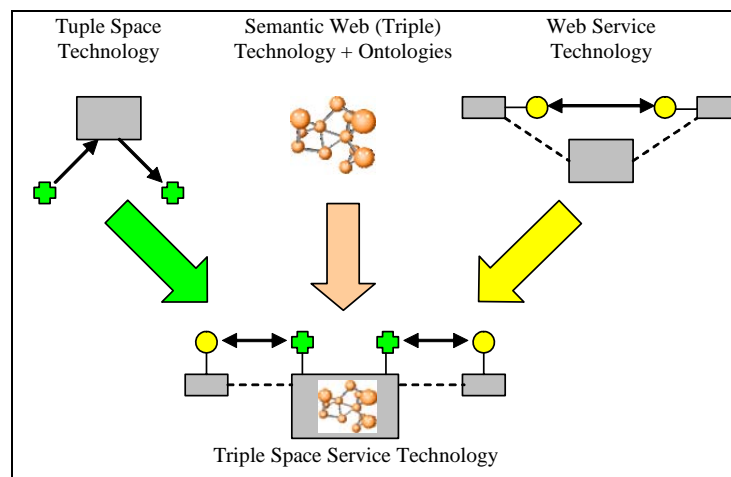 Tuple Space
Technology
Semantic Web (Triple)
Technology + Ontologies
Web Service
Technology
Triple Space Service Technology